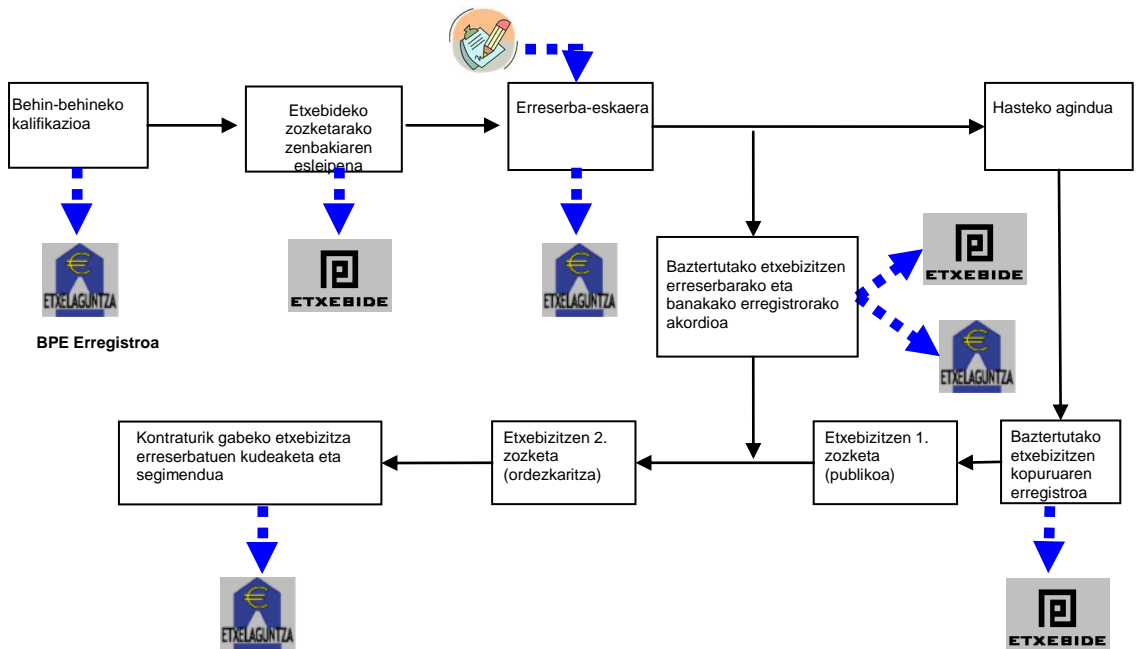 Behin-behineko
kalifikazioa
Etxebideko
zozketarako
zenbakiaren
esleipena
Erreserba-eskaera
Hasteko agindua
ETXELAGUNTZA
BPE Erregistroa
ETXEBIDE
ETXELAGUNTZA
Baztertutako etxebizitzen
erreserbarako eta
banakako erregistrorako
akordioa
ETXEBIDE
ETXELAGUNTZA
Kontraturik gabeko etxebizitza
erreserbatuen kudeaketa eta
segimendua
Etxebizitzen 2.
zozketa
(ordezkaritza)
Etxebizitzen 1.
zozketa
(publikoa)
Baztertutako
etxebizitzen
kopuruaren
erregistroa
ETXELAGUNTZA
ETXEBIDE